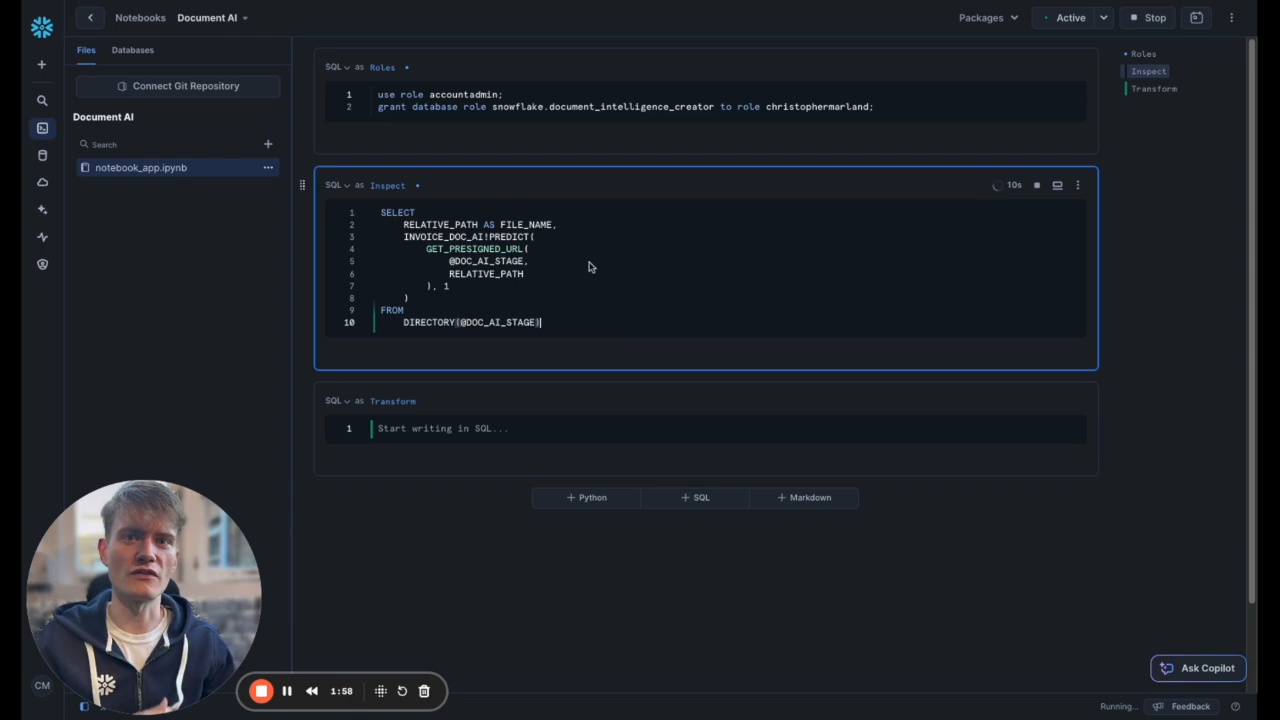 Notebooks Document AI
Packages Active Stop
Files Databases
Connect Git Repository
Document AI
Search
notebook_app.ipynb
SQL as Roles
1 use role accountadmin;
2 grant database role snowflake.document_intelligence_creator to role christophermarland;
SQL as Inspect
10s
1 SELECT
2 RELATIVE_PATH AS FILE_NAME,
3 INVOICE_DOC_AI!PREDICT(
4 GET_PRESIGNED_URL(
5 @DOC_AI_STAGE,
6 RELATIVE_PATH
7 ), 1
8 )
9 FROM
10 DIRECTORY(@DOC_AI_STAGE)
SQL as Transform
1 Start writing in SQL...
+ Python + SQL + Markdown
Roles
Inspect
Transform
Ask Copilot
CM
1:58
Running... Feedback